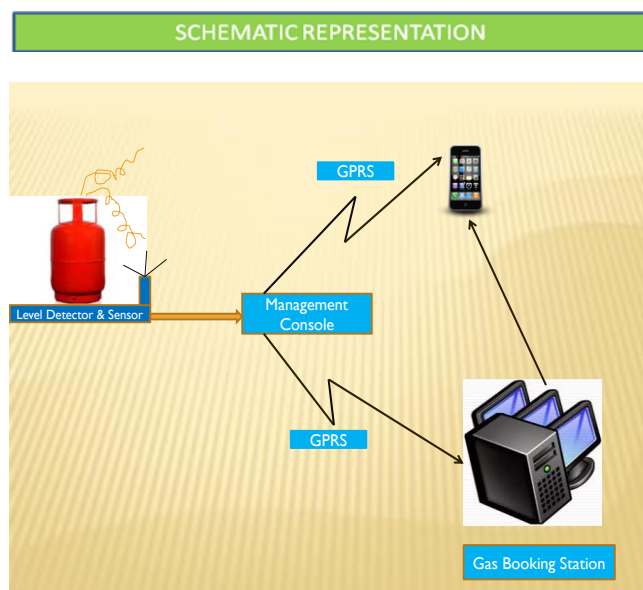 SCHEMATIC REPRESENTATION
GPRS
Level Detector & Sensor
Management
Console
GPRS
Gas Booking Station